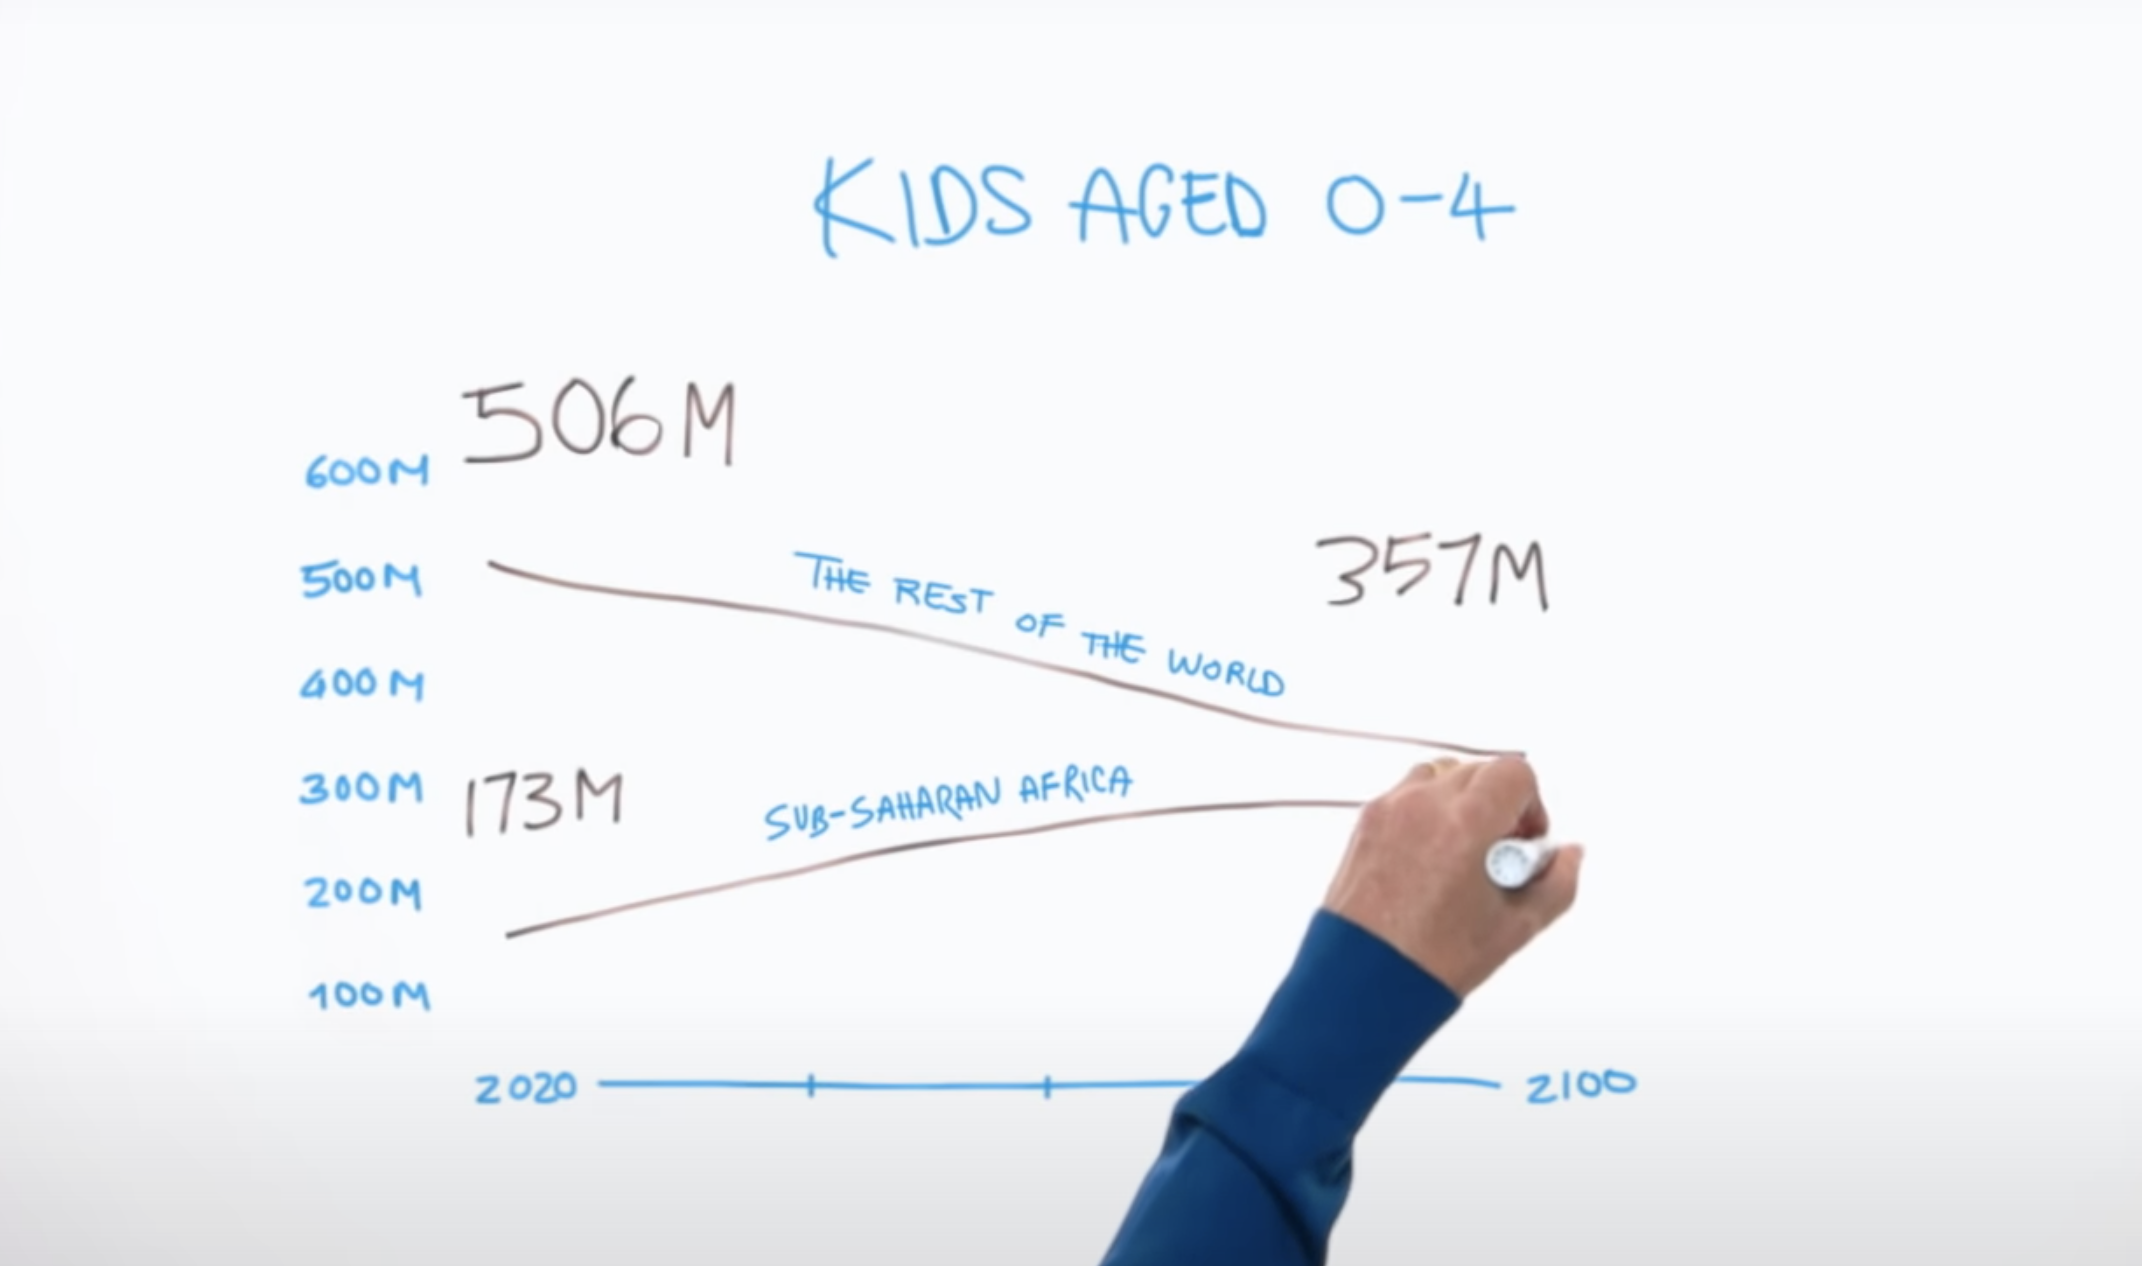 KIDS AGED 0-4
506M
600M
500M
THE REST OF THE WORLD
357M
400M
300M
173M
SUB-SAHARAN AFRICA
200M
100M
2020
2100